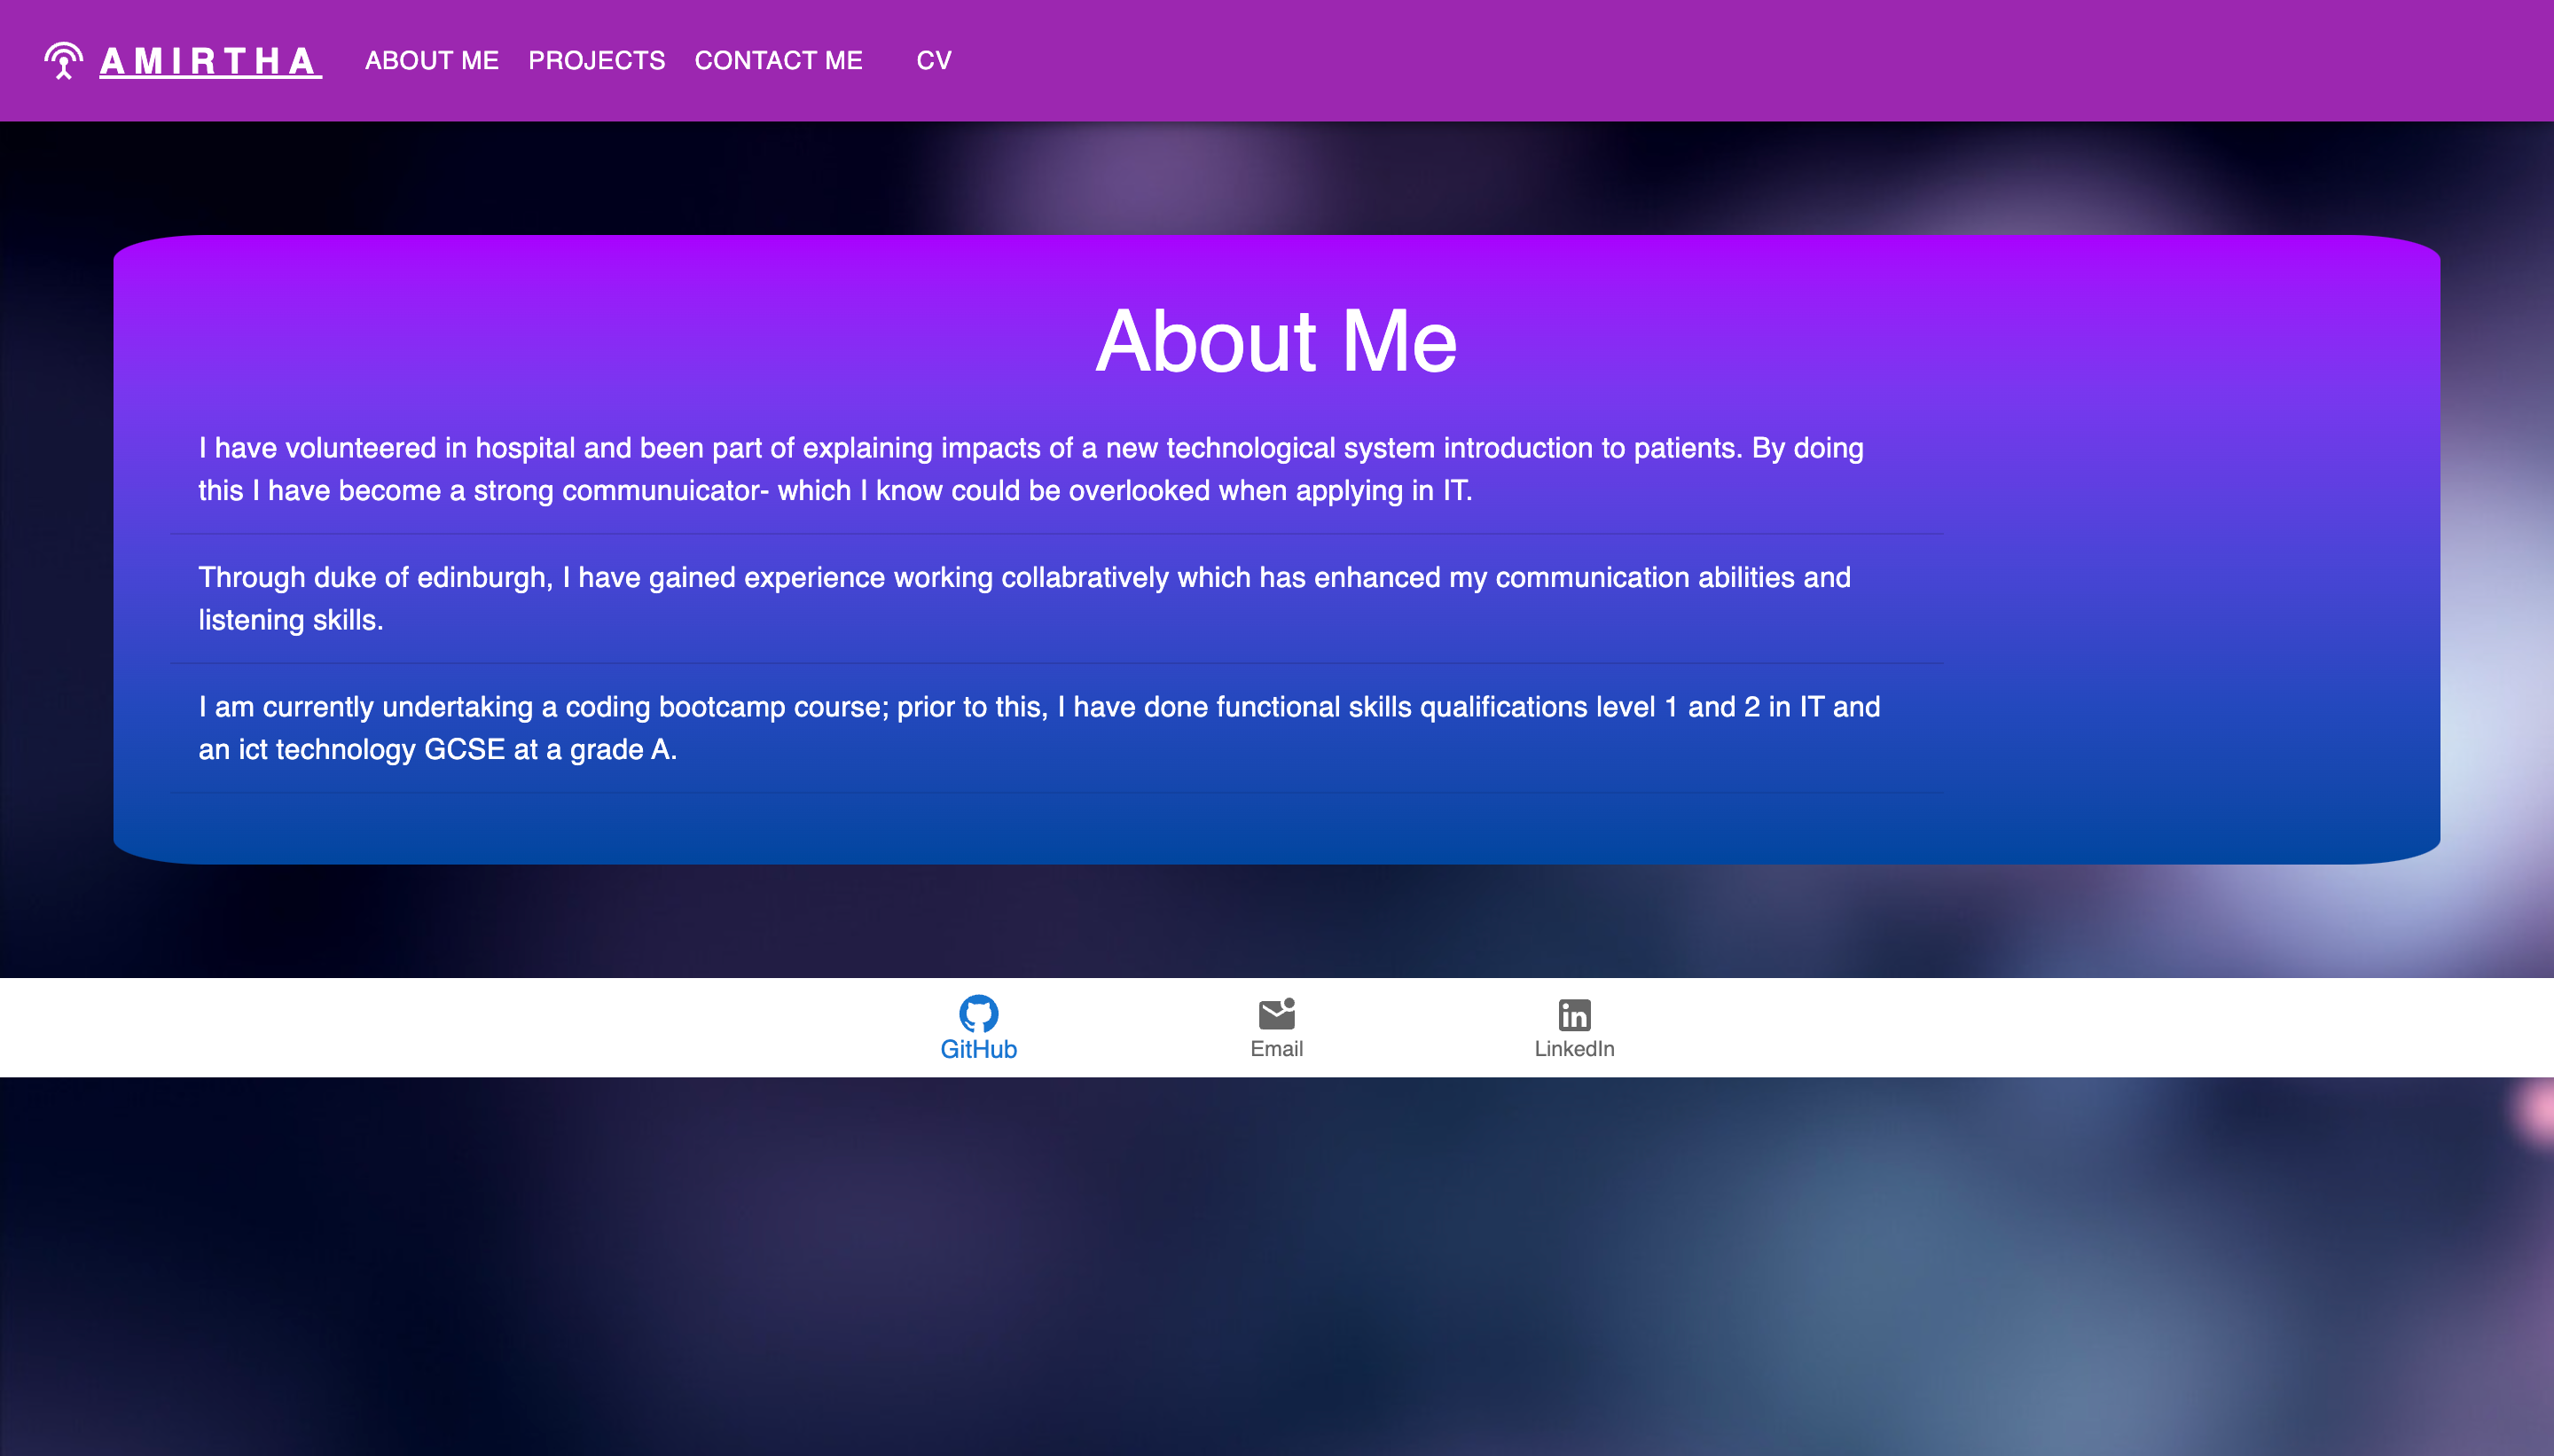 AMIRTHA ABOUT ME PROJECTS CONTACT ME CV
About Me
I have volunteered in hospital and been part of explaining impacts of a new technological system introduction to patients. By doing
this I have become a strong communuicator- which I know could be overlooked when applying in IT.
Through duke of edinburgh, I have gained experience working collabratively which has enhanced my communication abilities and
listening skills.
I am currently undertaking a coding bootcamp course; prior to this, I have done functional skills qualifications level 1 and 2 in IT and
an ict technology GCSE at a grade A.
GitHub Email LinkedIn